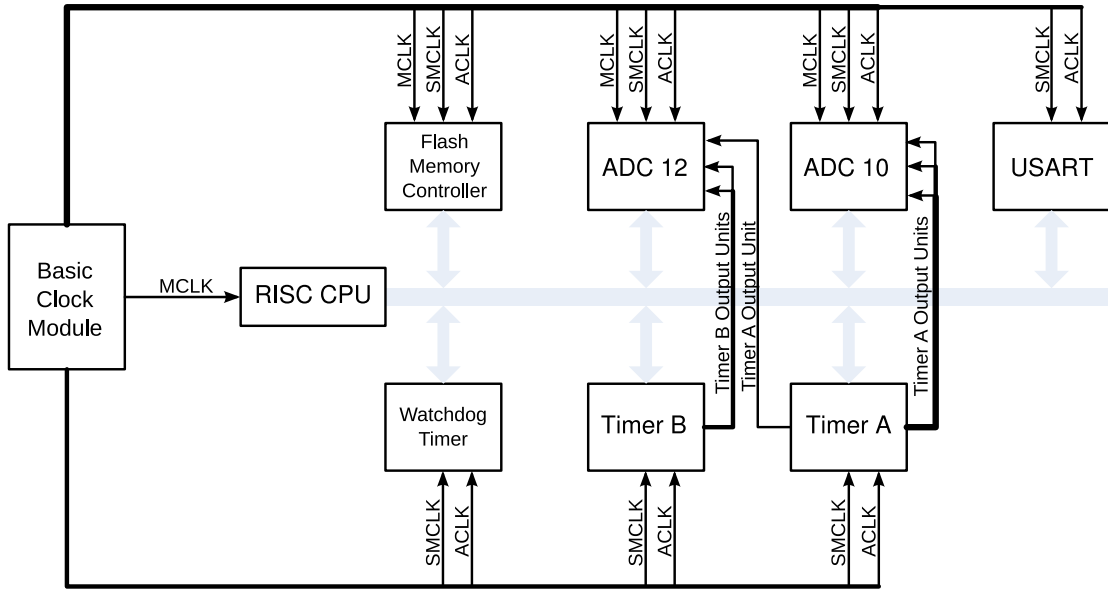 MCLK
SMCLK
ACLK
MCLK
SMCLK
ACLK
MCLK
SMCLK
ACLK
SMCLK
ACLK
Flash
Memory
Controller
ADC 12
ADC 10
USART
Basic
Clock
Module
MCLK
RISC CPU
Timer B Output Units
Timer A Output Unit
Timer A Output Units
Watchdog
Timer
Timer B
Timer A
SMCLK
ACLK
SMCLK
ACLK
SMCLK
ACLK